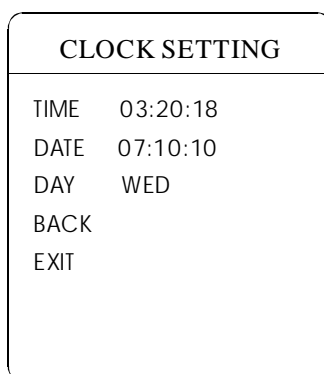 CLOCK SETTING
TIME 03:20:18
DATE 07:10:10
DAY WED
BACK
EXIT